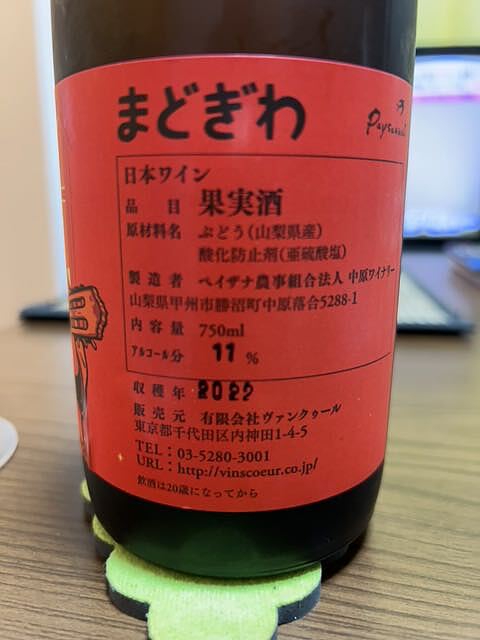 まどぎわ
日本ワイン
品目 果実酒
原材料名 ぶどう(山梨県産)
酸化防止剤(亜硫酸塩)
製造者 ペイザナ農事組合法人 中原ワイナリー
山梨県甲州市勝沼町中原落合5288-1
内容量 750ml
アルコール分 11 %
収穫年 2022
販売元 有限会社ヴァンクゥール
東京都千代田区内神田1-4-5
TEL：03-5280-3001
URL：http://vinscoeur.co.jp/
飲酒は20歳になってから